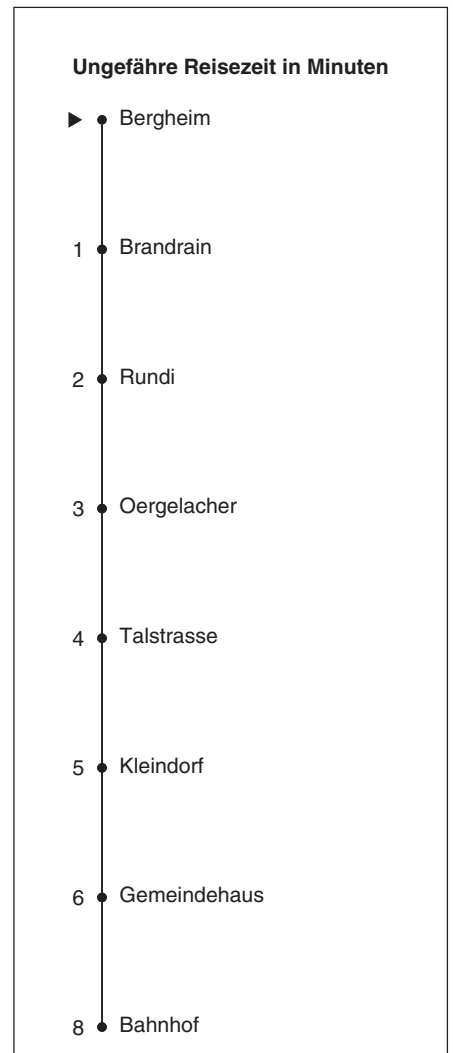 Ungefähre Reisezeit in Minuten
Bergheim
1 Brandrain
2 Rundi
3 Oergelacher
4 Talstrasse
5 Kleindorf
6 Gemeindehaus
8 Bahnhof